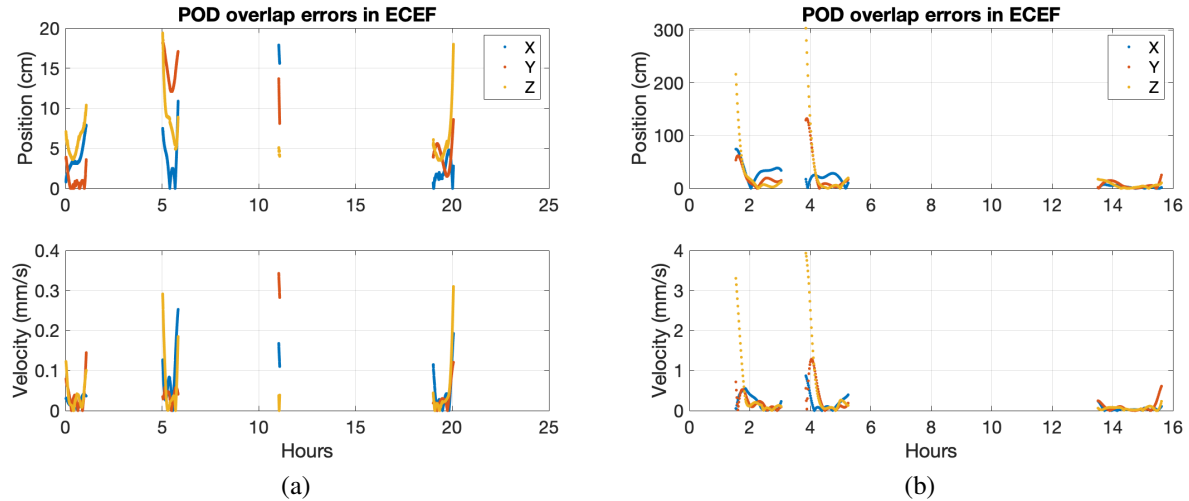 POD overlap errors in ECEF
Position (cm)
20
15
10
5
0
X
Y
Z
0 5 10 15 20 25
Velocity (mm/s)
0.4
0.3
0.2
0.1
0
0 5 10 15 20 25
Hours
(a)
POD overlap errors in ECEF
Position (cm)
300
200
100
0
X
Y
Z
0 2 4 6 8 10 12 14 16
Velocity (mm/s)
4
3
2
1
0
0 2 4 6 8 10 12 14 16
Hours
(b)